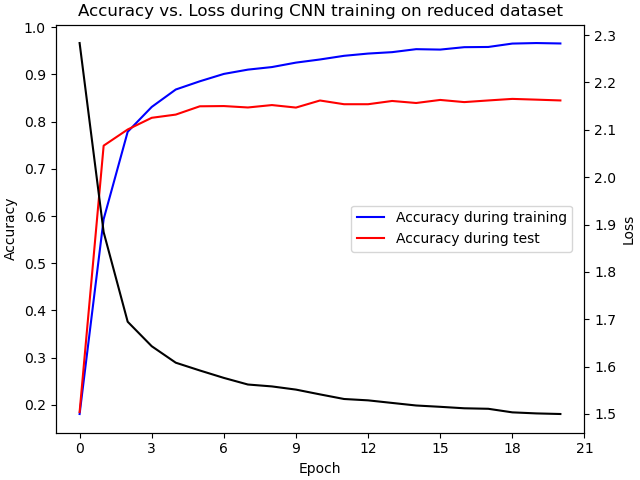 Accuracy vs. Loss during CNN training on reduced dataset
1.0
0.9
0.8
0.7
0.6
0.5
0.4
0.3
0.2
Accuracy
2.3
2.2
2.1
2.0
1.9
1.8
1.7
1.6
1.5
Loss
Accuracy during training
Accuracy during test
0 3 6 9 12 15 18 21
Epoch